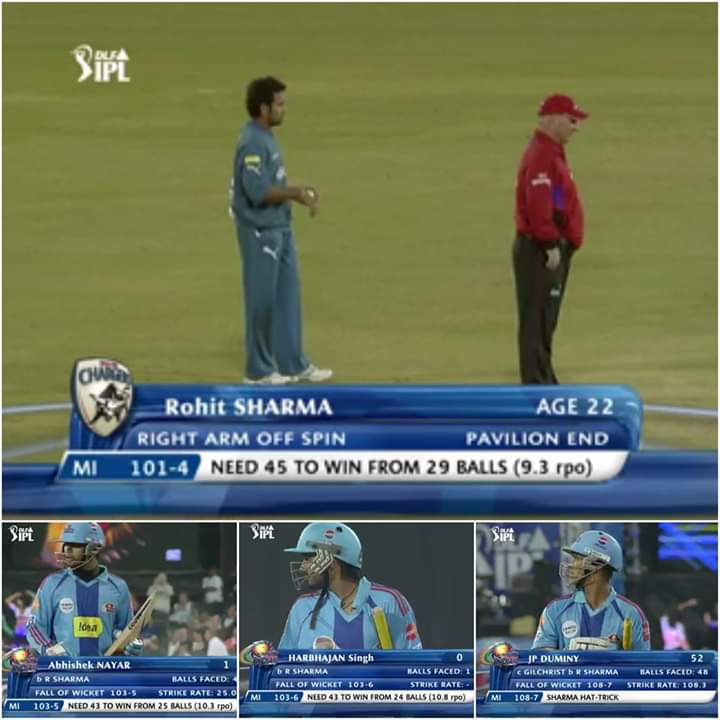 DLF
IPL
CHARGERS
Rohit SHARMA AGE 22
RIGHT ARM OFF SPIN PAVILION END
MI 101-4 NEED 45 TO WIN FROM 29 BALLS (9.3 rpo)
DLF
IPL
Idea
Abhishek NAYAR 1
b R SHARMA BALLS FACED: 4
FALL OF WICKET 103-5 STRIKE RATE: 25.0
MI 103-5 NEED 43 TO WIN FROM 25 BALLS (10.3 rpo)
DLF
IPL
HARBHAJAN Singh 0
b R SHARMA BALLS FACED: 1
FALL OF WICKET 103-6 STRIKE RATE: -
MI 103-6 NEED 43 TO WIN FROM 24 BALLS (10.8 rpo)
DLF
IPL
JP DUMINY 52
c GILCHRIST b R SHARMA BALLS FACED: 48
FALL OF WICKET 108-7 STRIKE RATE: 108.3
MI 108-7 SHARMA HAT-TRICK